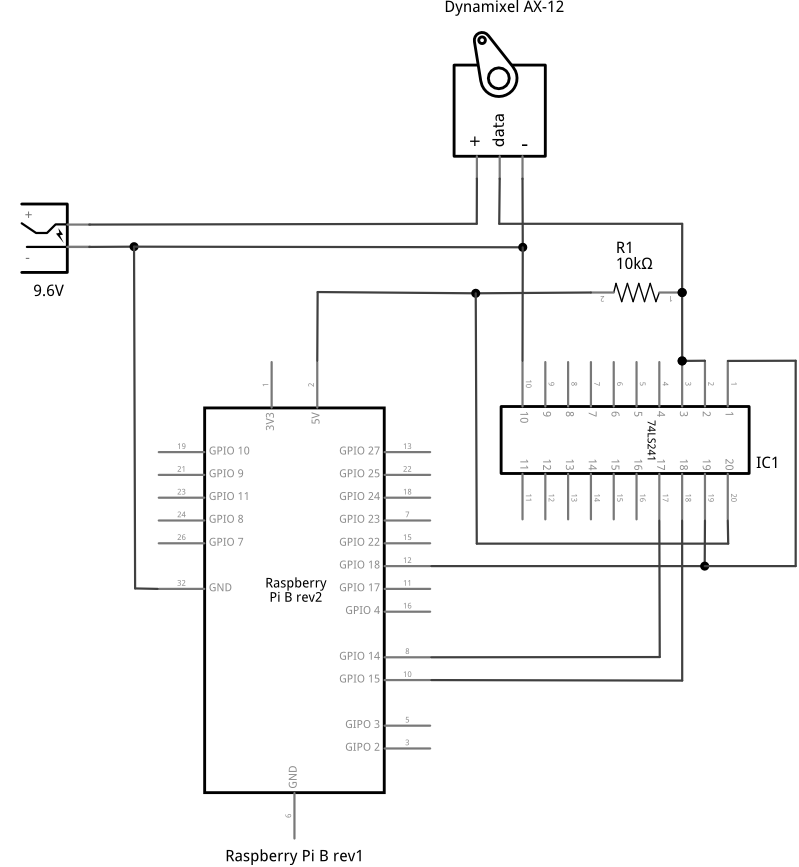 Dynamixel AX-12
+ data -
+
-
9.6V
R1
10kΩ
2 1
1 2
3V3 5V
10 9 8 7 6 5 4 3 2 1
10 9 8 7 6 5 4 3 2 1
74LS241
IC1
11 12 13 14 15 16 17 18 19 20
11 12 13 14 15 16 17 18 19 20
19 GPIO 10 GPIO 27 13
21 GPIO 9 GPIO 25 22
23 GPIO 11 GPIO 24 18
24 GPIO 8 GPIO 23 7
26 GPIO 7 GPIO 22 15
GPIO 18 12
32 GND GPIO 17 11
Raspberry
Pi B rev2
GPIO 4 16
GPIO 14 8
GPIO 15 10
GIPO 3 5
GIPO 2 3
GND
Raspberry Pi B rev1